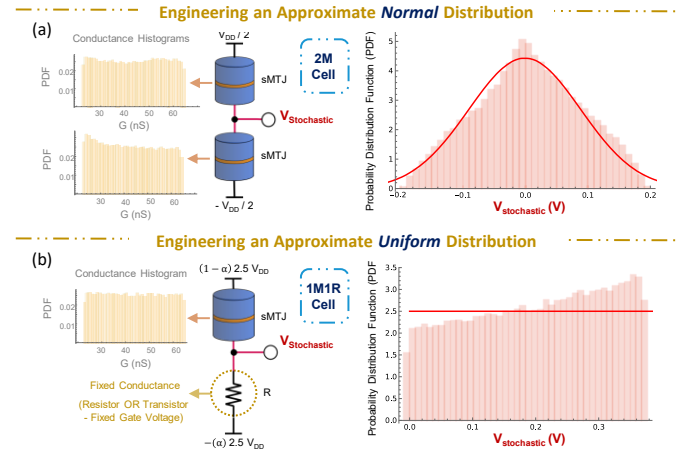 Engineering an Approximate Normal Distribution
(a)
Conductance Histograms
PDF
0.02
0.01
30 40 50 60
G (nS)
PDF
0.02
0.01
30 40 50 60
G (nS)
V_DD / 2
sMTJ
V_Stochastic
sMTJ
- V_DD / 2
2M
Cell
Probability Distribution Function (PDF)
5
4
3
2
1
0
−0.2 −0.1 0.0 0.1 0.2
V_stochastic (V)
Engineering an Approximate Uniform Distribution
(b)
Conductance Histogram
PDF
0.02
0.01
30 40 50 60
G (nS)
(1− α) 2.5 V_DD
sMTJ
V_Stochastic
Fixed Conductance
(Resistor OR Transistor
- Fixed Gate Voltage)
R
−(α) 2.5 V_DD
1M1R
Cell
Probability Distribution Function (PDF
3.5
3.0
2.5
2.0
1.5
1.0
0.5
0.0
0.0 0.1 0.2 0.3
V_stochastic (V)